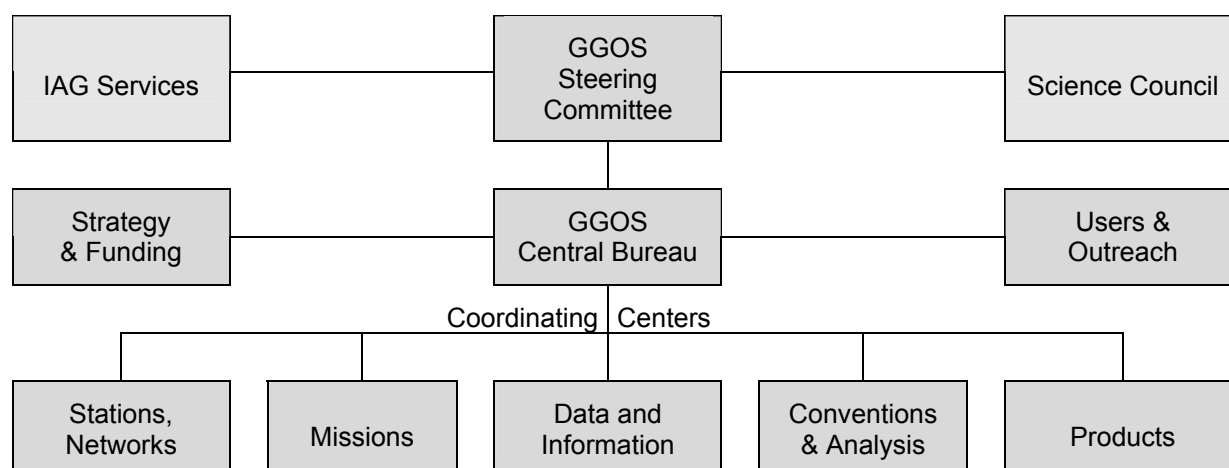 IAG Services
GGOS
Steering
Committee
Science Council
Strategy
& Funding
GGOS
Central Bureau
Users &
Outreach
Coordinating Centers
Stations,
Networks
Missions
Data and
Information
Conventions
& Analysis
Products